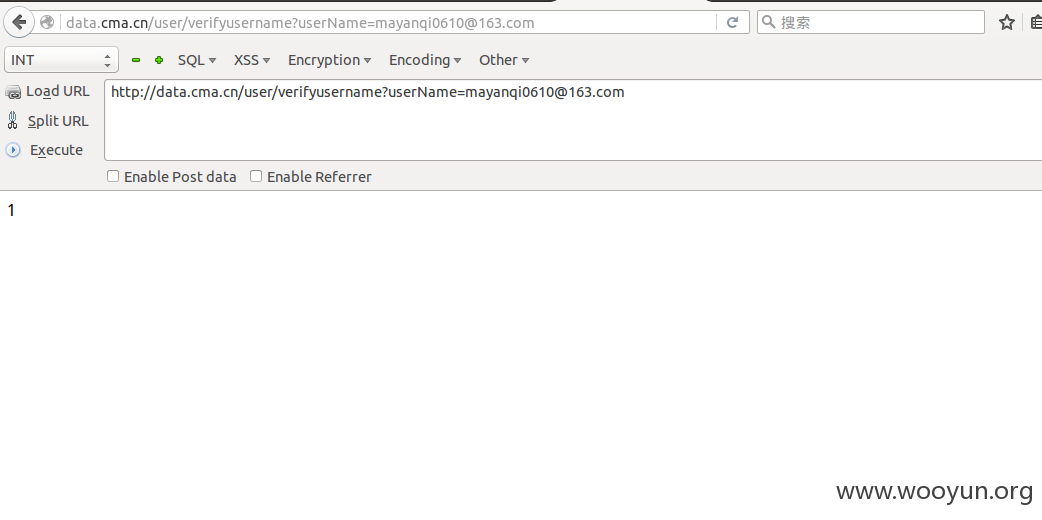 data.cma.cn/user/verifyusername?userName=mayanqi0610@163.com 搜索
INT SQL XSS Encryption Encoding Other
Load URL http://data.cma.cn/user/verifyusername?userName=mayanqi0610@163.com
Split URL
Execute
Enable Post data Enable Referrer
1
www.wooyun.org